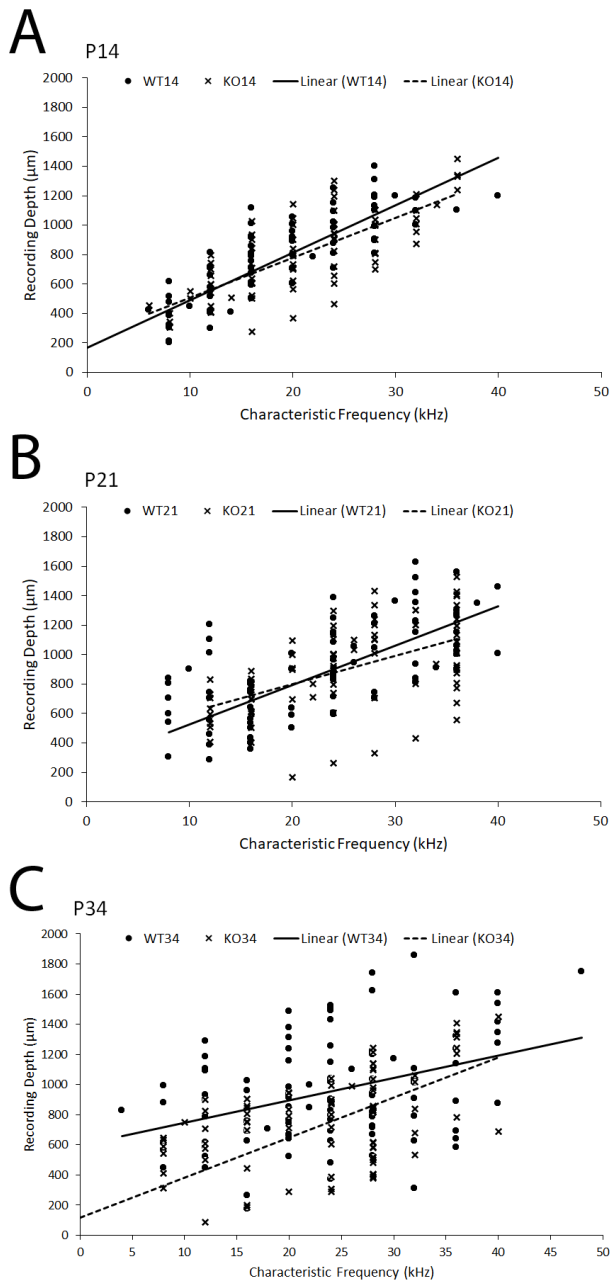 A
P14
WT14 KO14 Linear (WT14) Linear (KO14)
2000
1800
1600
1400
1200
1000
800
600
400
200
0
Recording Depth (µm)
0 10 20 30 40 50
Characteristic Frequency (kHz)
B
P21
WT21 KO21 Linear (WT21) Linear (KO21)
2000
1800
1600
1400
1200
1000
800
600
400
200
0
Recording Depth (µm)
0 10 20 30 40 50
Characteristic Frequency (kHz)
C
P34
WT34 KO34 Linear (WT34) Linear (KO34)
2000
1800
1600
1400
1200
1000
800
600
400
200
0
Recording Depth (µm)
0 5 10 15 20 25 30 35 40 45 50
Characteristic Frequency (kHz)